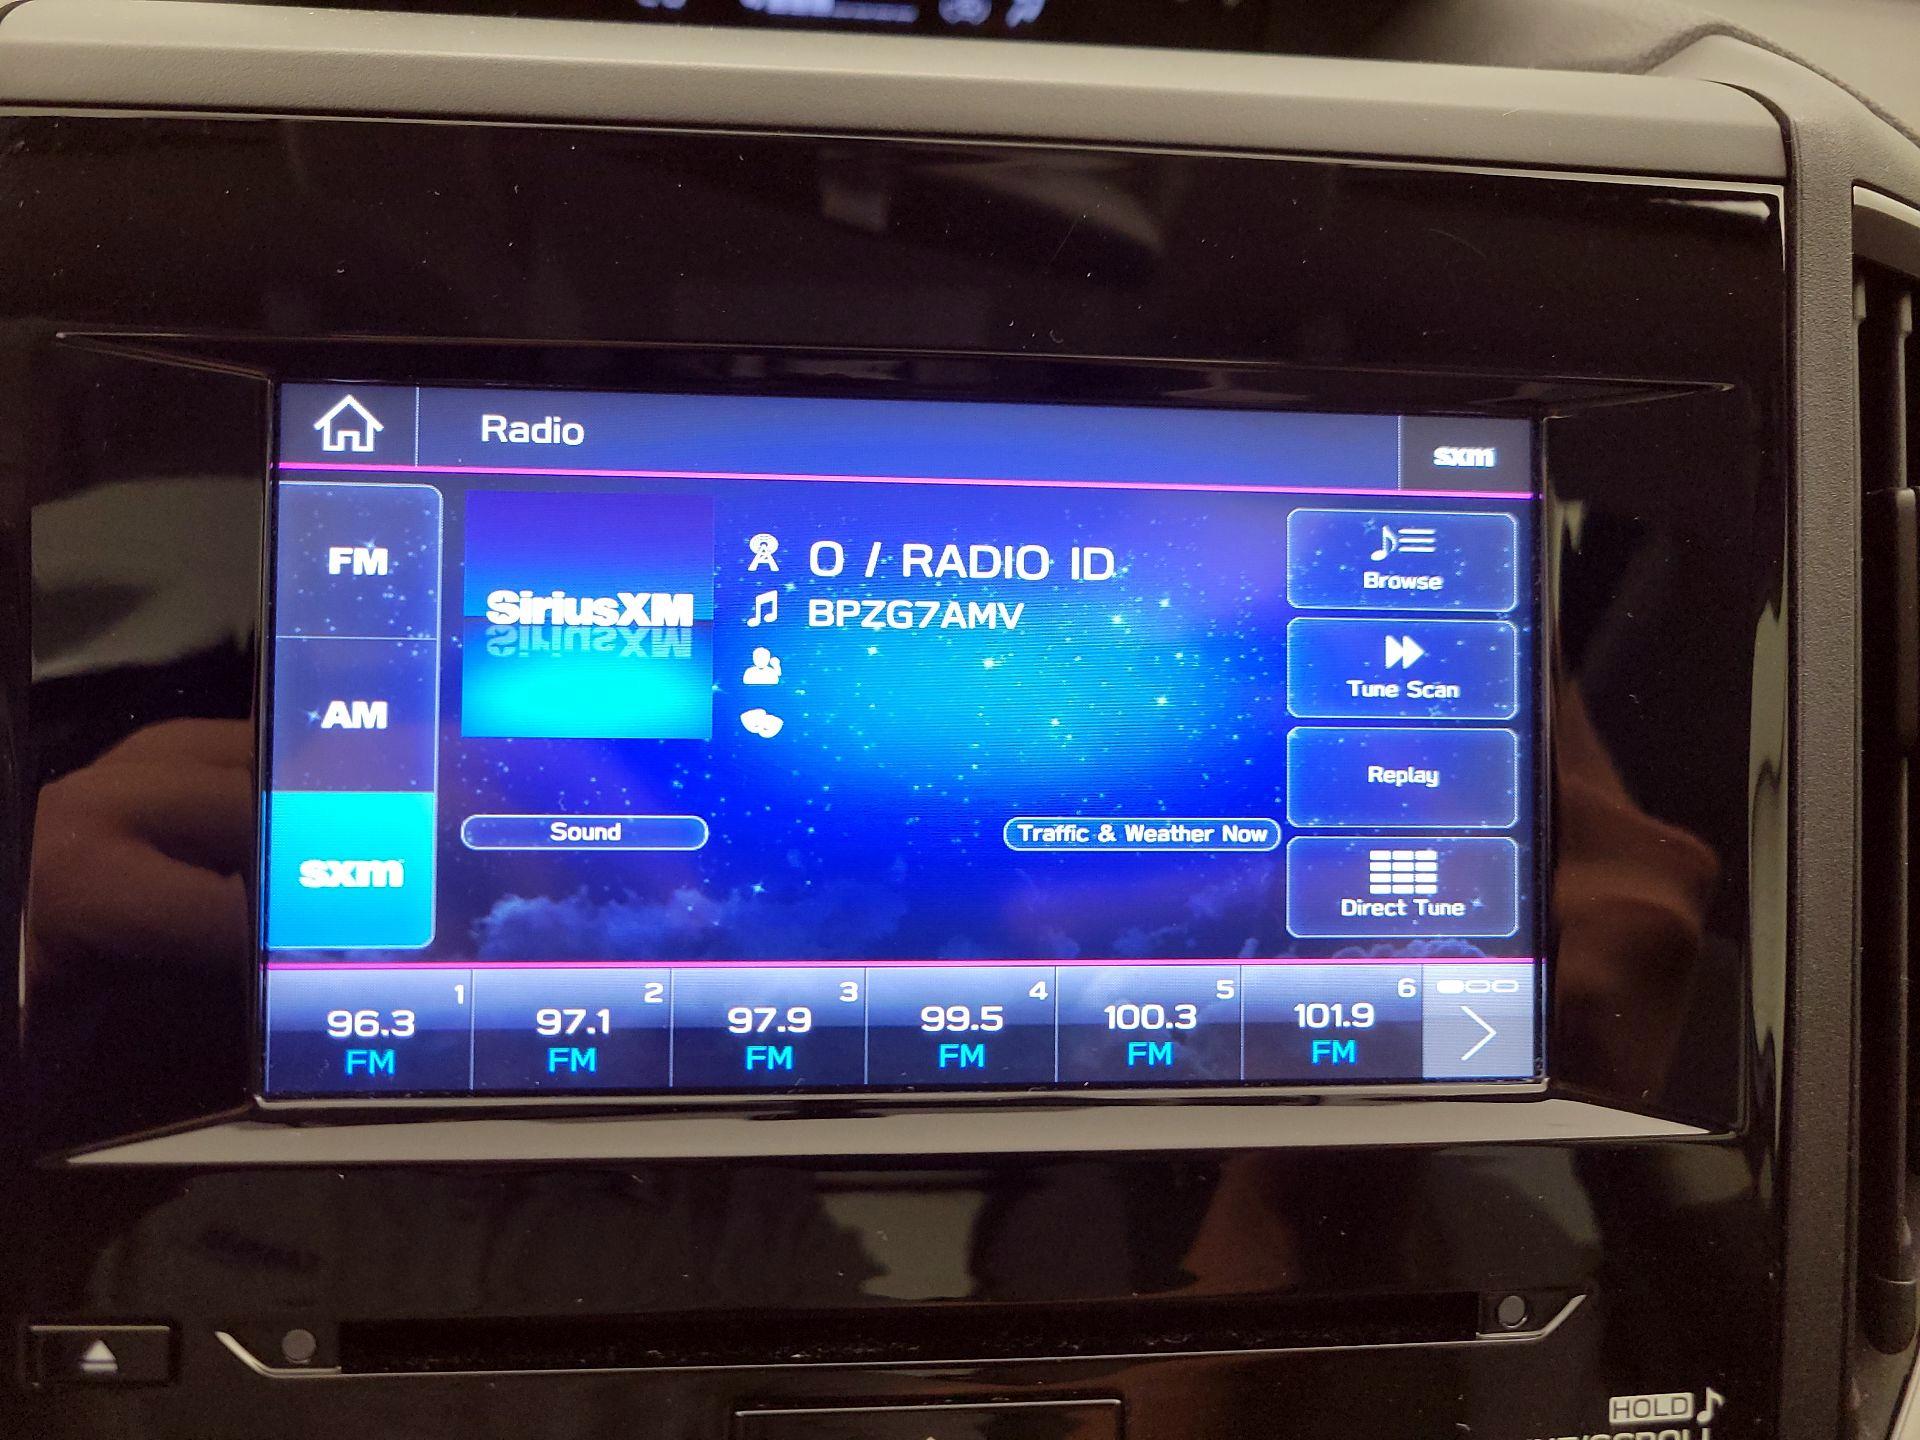 Radio
sxm
FM
AM
sxm
SiriusXM
0 / RADIO ID
BPZG7AMV
Browse
Tune Scan
Replay
Direct Tune
Sound
Traffic & Weather Now
1
96.3
FM
2
97.1
FM
3
97.9
FM
4
99.5
FM
5
100.3
FM
6
101.9
FM
HOLD